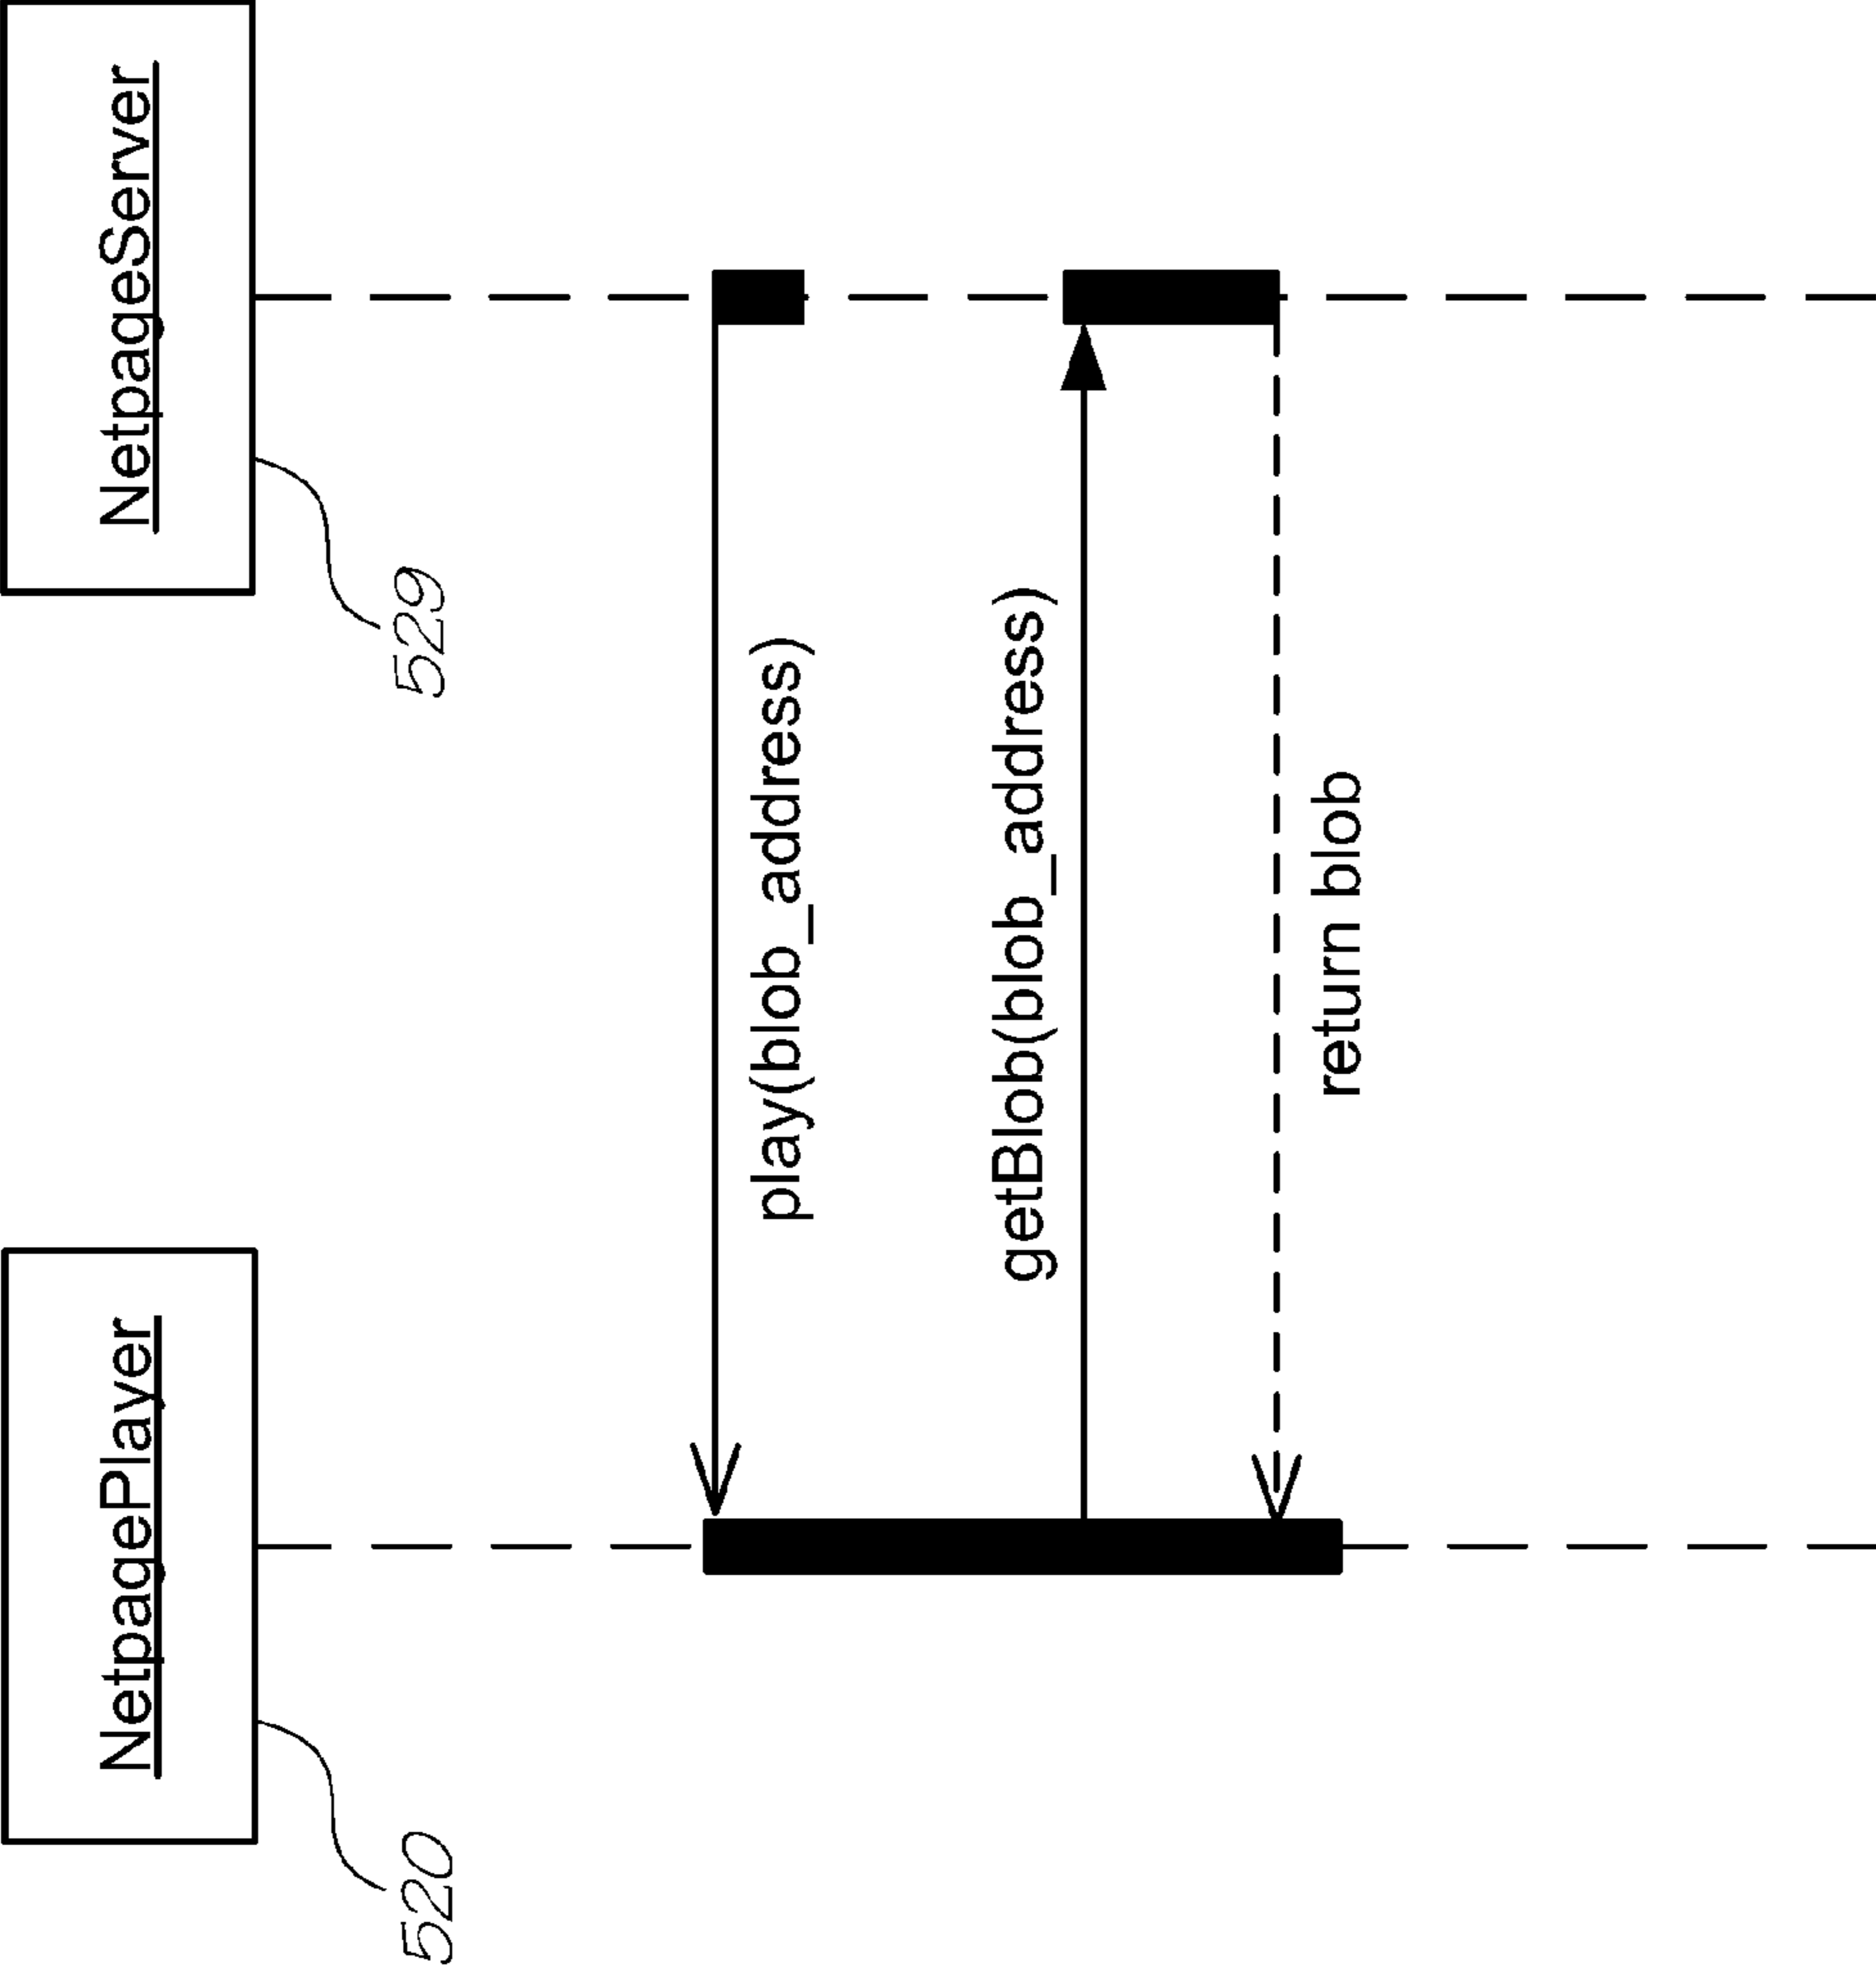 NetpagePlayer
NetpageServer
520
529
play(blob_address)
getBlob(blob_address)
return blob